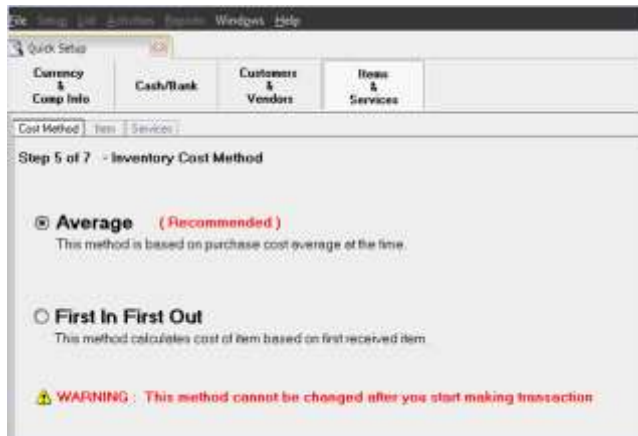 File Setup List Activities Reports Windows Help
Quick Setup
Currency & Comp Info
Cash/Bank
Customers & Vendors
Items & Services
Cost Method Item Services
Step 5 of 7 - Inventory Cost Method
Average (Recommended)
This method is based on purchase cost average at the time.
First In First Out
This method calculates cost of item based on first received item
WARNING : This method cannot be changed after you start making transaction